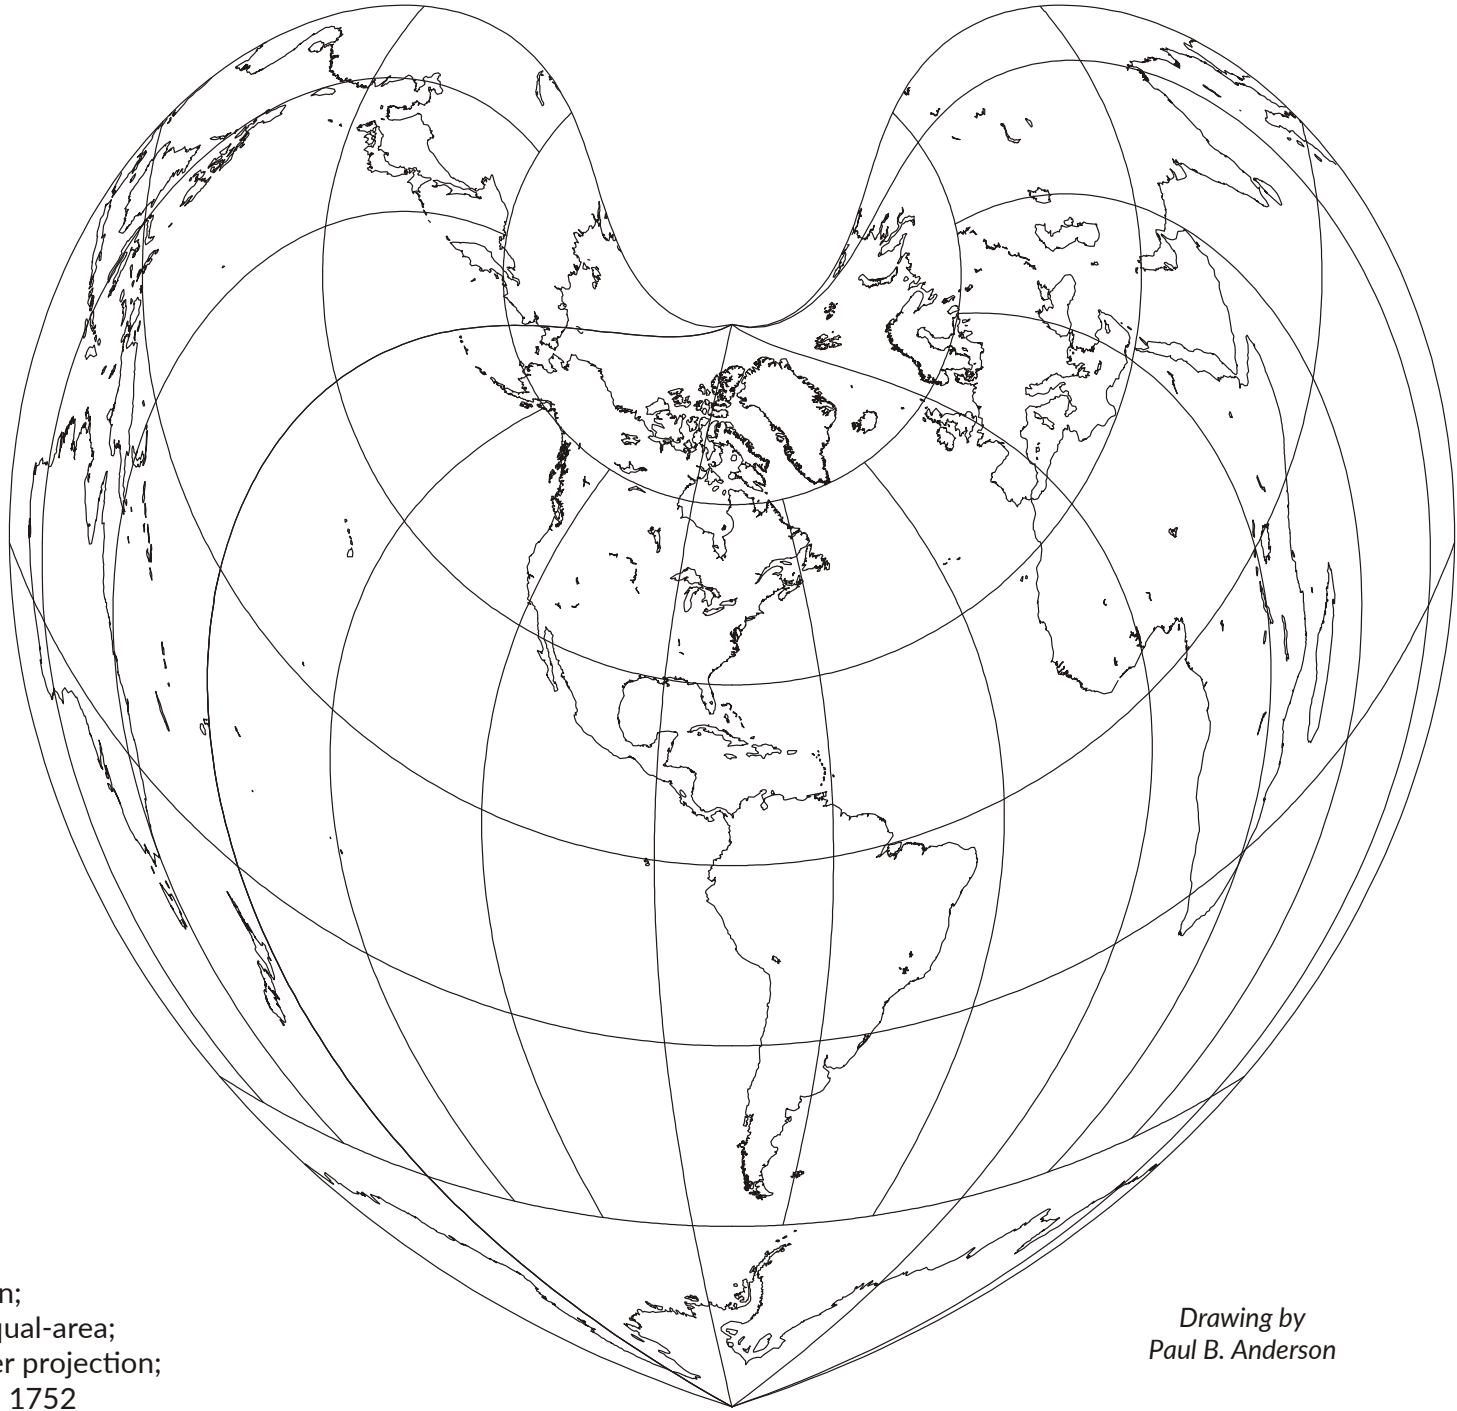 n;
qual-area;
er projection;
1752
Drawing by
Paul B. Anderson